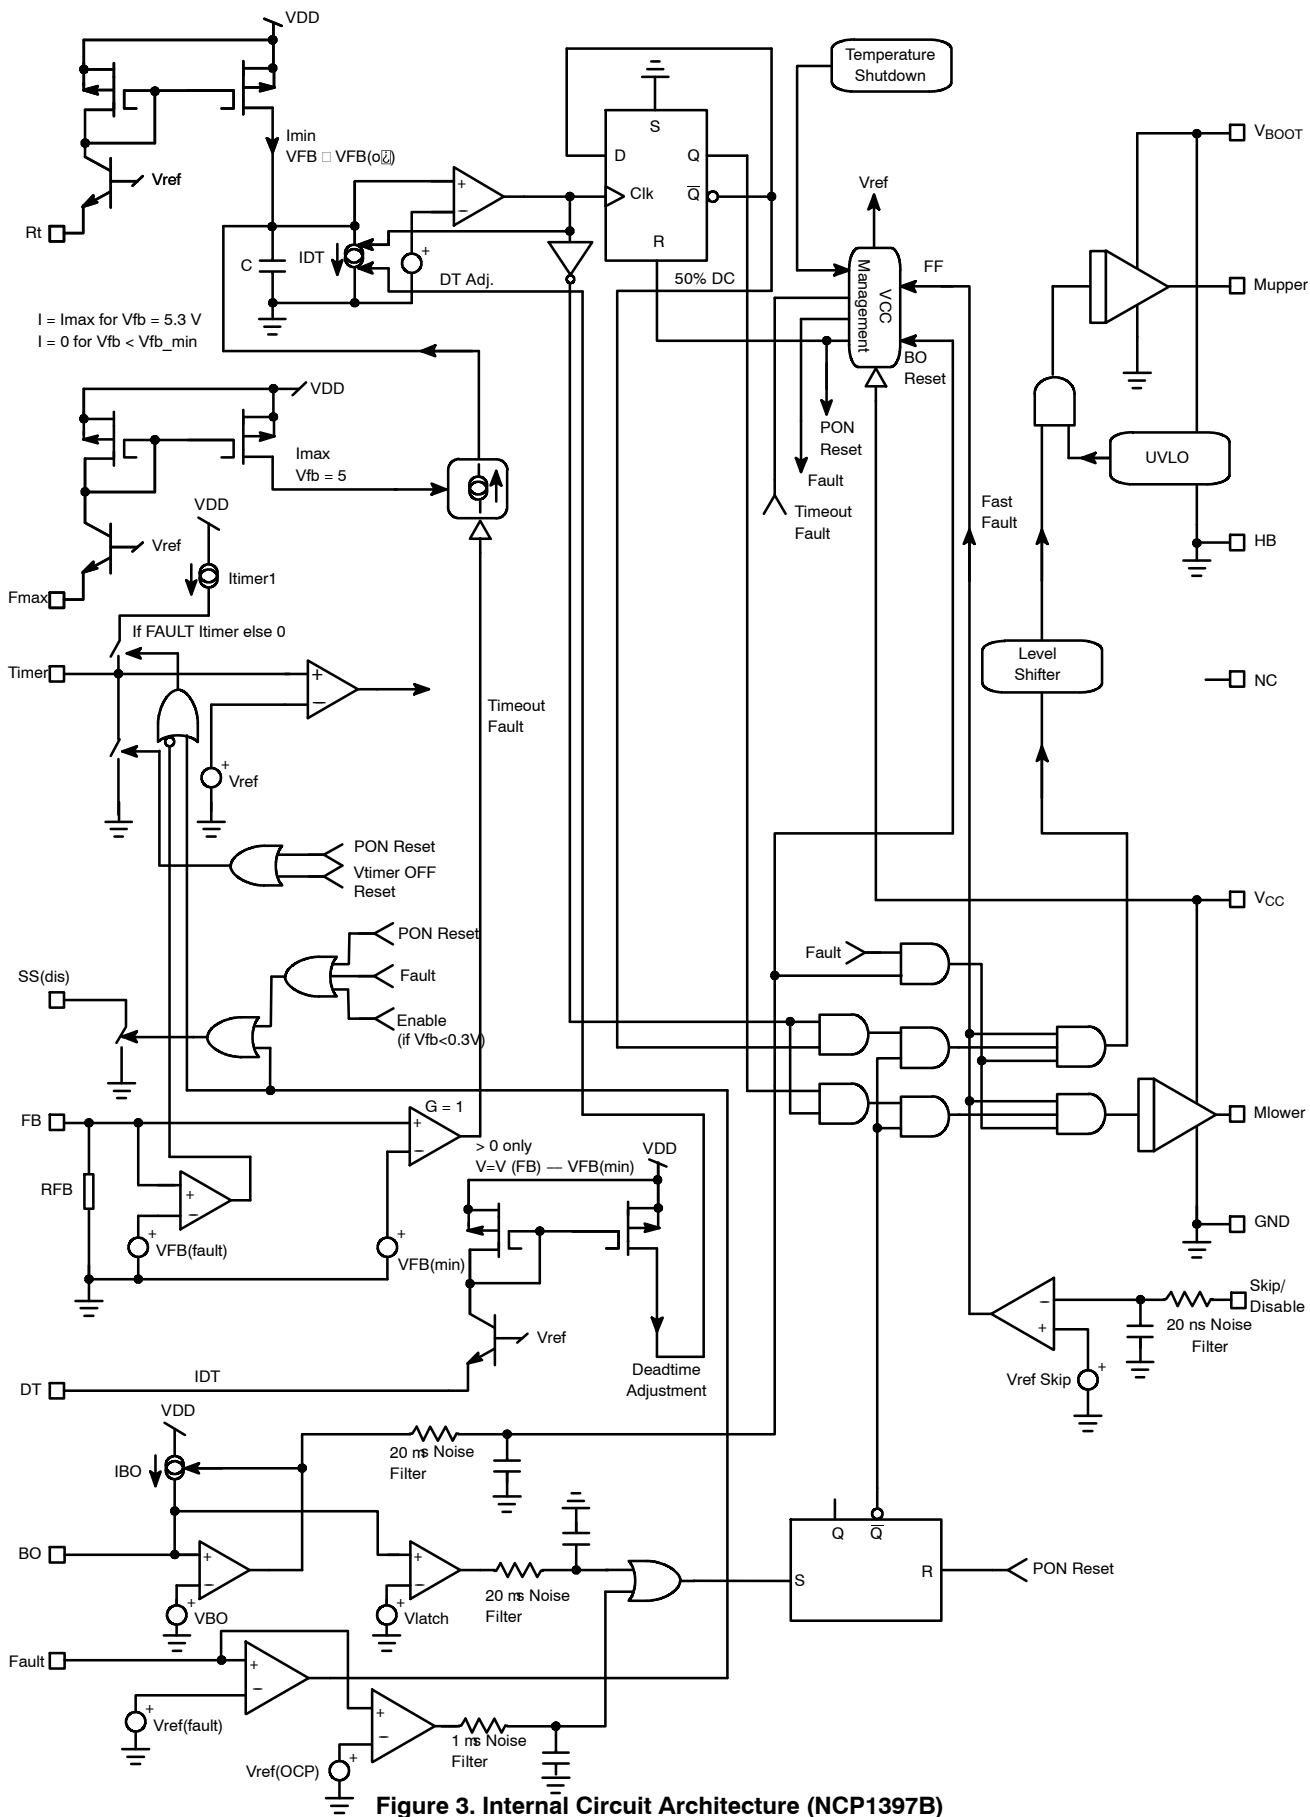 VDD
Temperature
Shutdown
Imin
VFB □ VFB(o
Vref
Rt
C
IDT
+
−
+
DT Adj.
S
D
Q
Clk
Q
R
50% DC
Vref
VCC
Management
FF
BO
Reset
VBOOT
Mupper
I = Imax for Vfb = 5.3 V
I = 0 for Vfb < Vfb_min
VDD
Imax
Vfb = 5
PON
Reset
Fault
Timeout
Fault
Fast
Fault
UVLO
HB
VDD
Vref
Itimer1
Fmax
If FAULT Itimer else 0
Timer
+
−
+
Vref
Timeout
Fault
Level
Shifter
NC
PON Reset
Vtimer OFF
Reset
VCC
PON Reset
Fault
Enable
(if Vfb<0.3V)
SS(dis)
Fault
FB
G = 1
+
−
> 0 only
V=V (FB) — VFB(min)
VDD
Mlower
RFB
+
−
+
VFB(fault)
+
VFB(min)
GND
Vref
Deadtime
Adjustment
−
+
Skip/
Disable
20 ns Noise
Filter
Vref Skip
+
DT
IDT
VDD
IBO
20 ms Noise
Filter
BO
+
−
+
VBO
+
−
+
Vlatch
20 ms Noise
Filter
Q
Q
S
R
PON Reset
Fault
+
−
+
Vref(fault)
+
−
+
Vref(OCP)
1 ms Noise
Filter
Figure 3. Internal Circuit Architecture (NCP1397B)